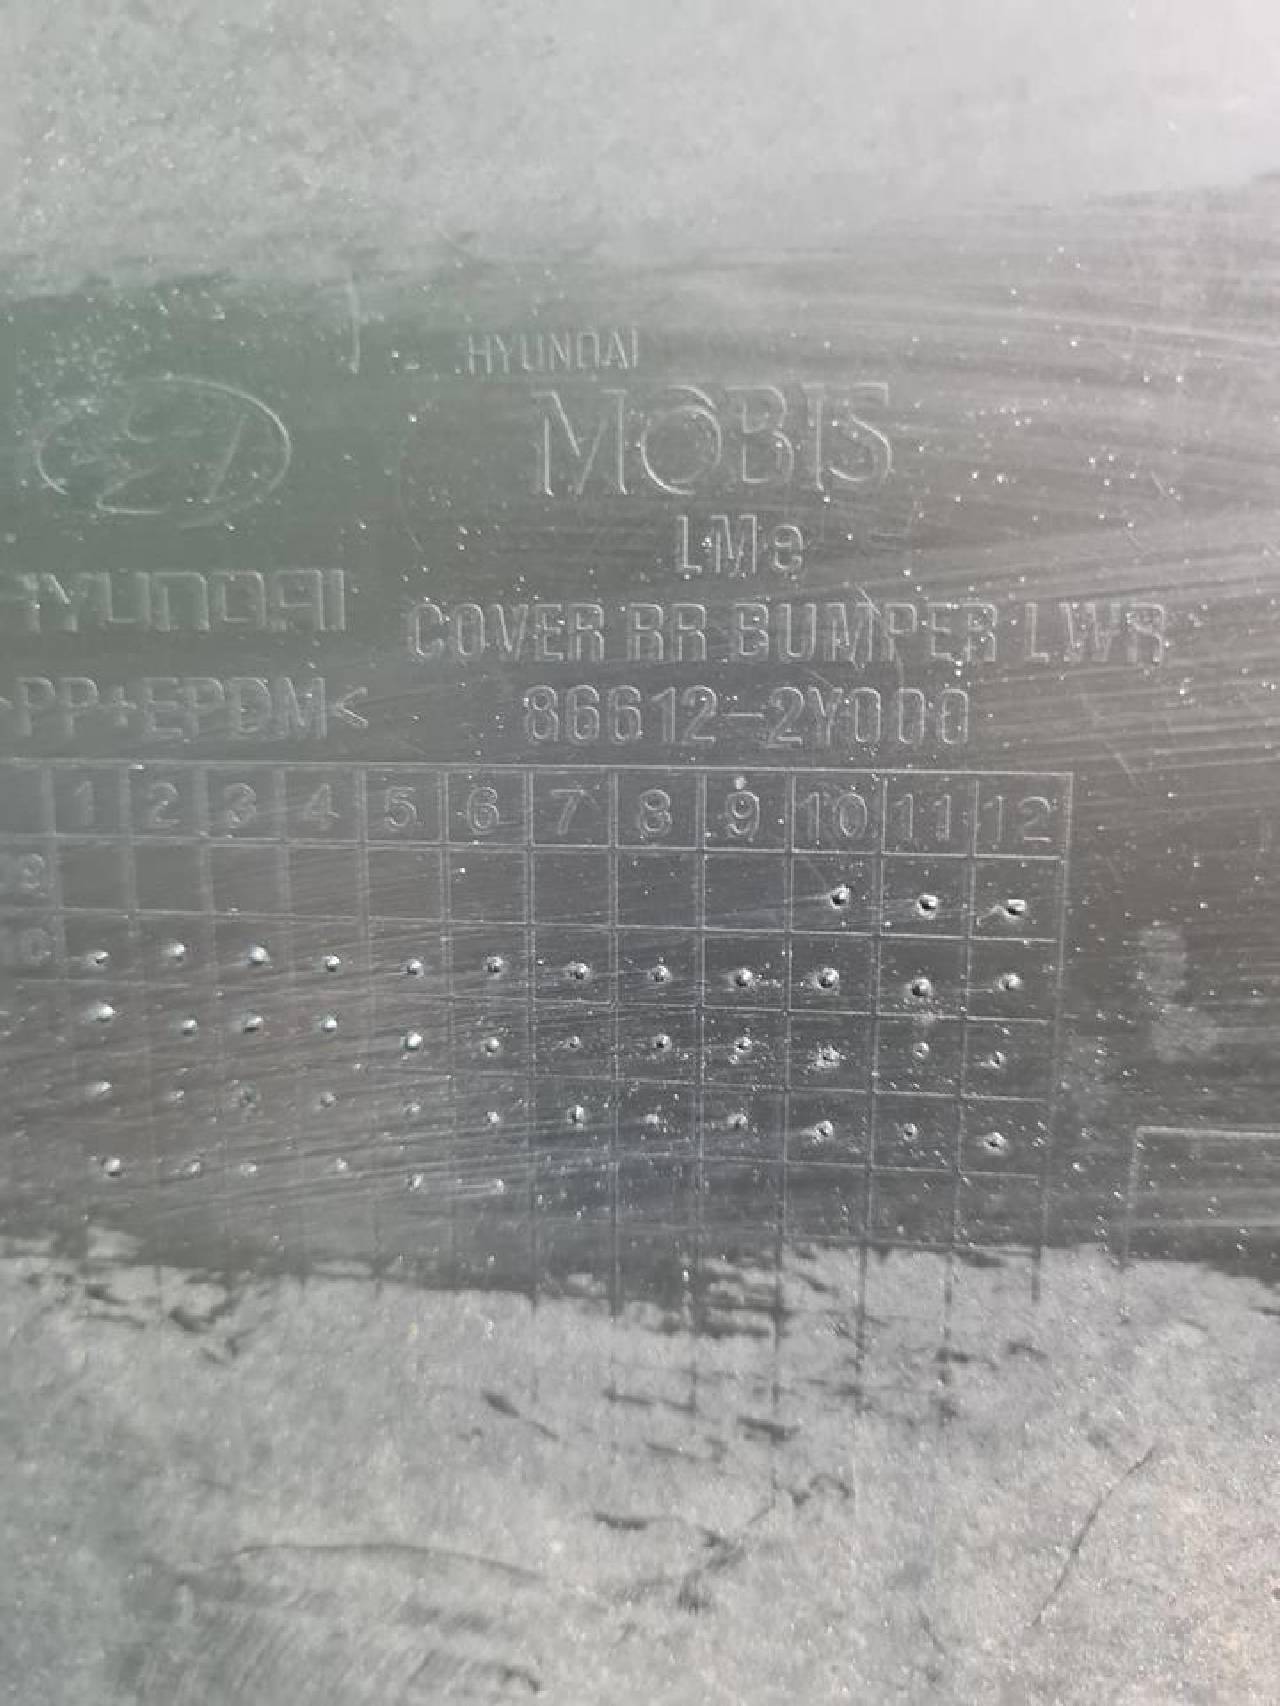 HYUNDAI
MOBIS
LMe
HYUNDAI COVER RR BUMPER LWR
>PP+EPDM< 86612-2Y000
1 2 3 4 5 6 7 8 9 10 11 12